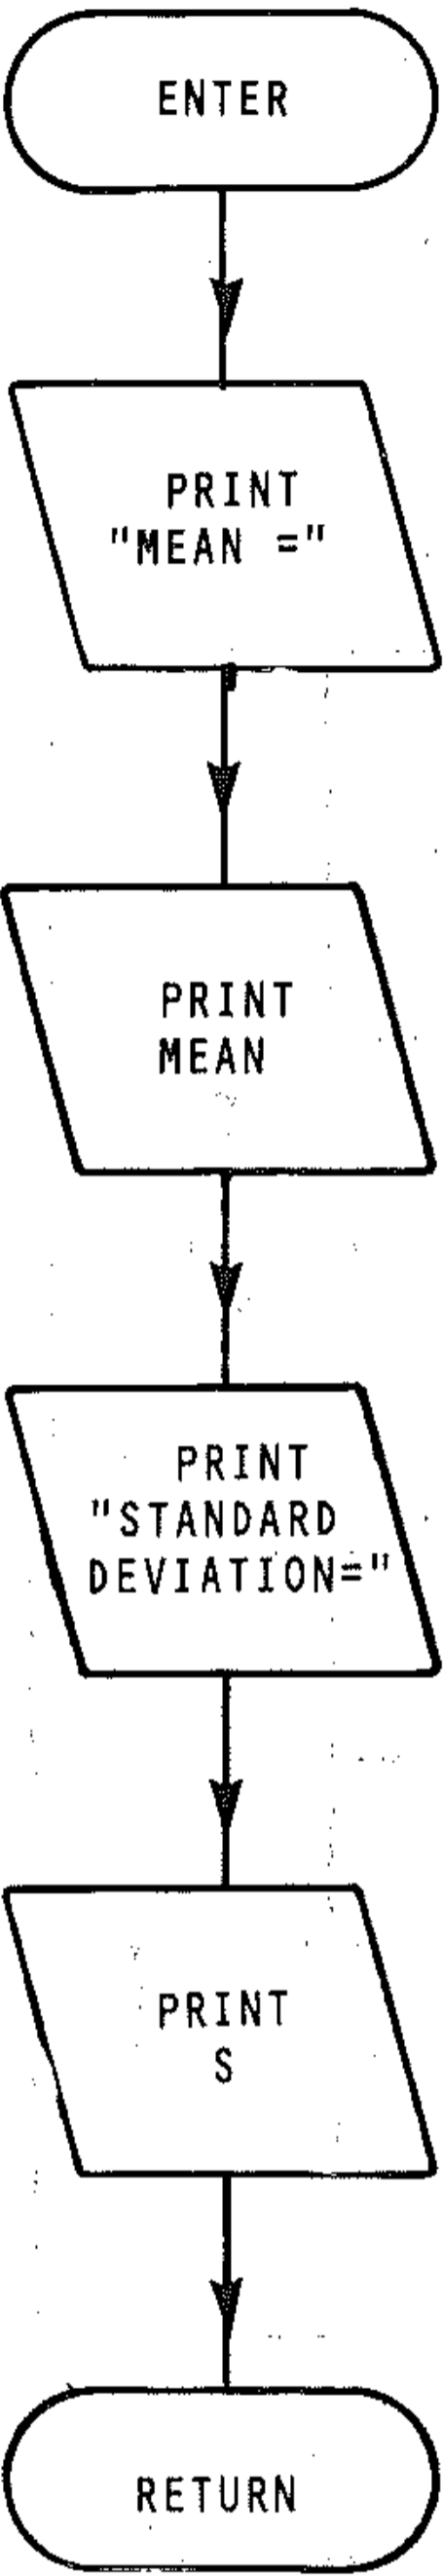 ENTER
PRINT
"MEAN ="
PRINT
MEAN
PRINT
"STANDARD
DEVIATION="
PRINT
S
RETURN